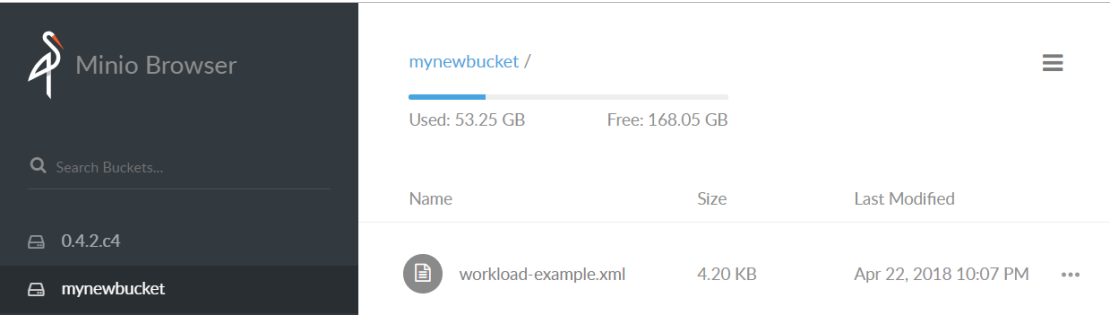 Minio Browser
Search Buckets...
0.4.2.c4
mynewbucket
mynewbucket /
Used: 53.25 GB Free: 168.05 GB
Name Size Last Modified
workload-example.xml 4.20 KB Apr 22, 2018 10:07 PM